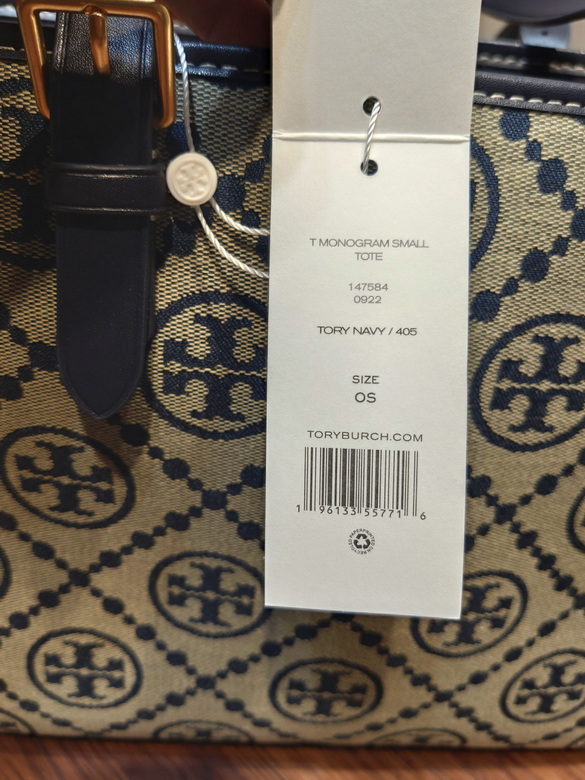 T MONOGRAM SMALL
TOTE
147584
0922
TORY NAVY / 405
SIZE
OS
TORYBURCH.COM
1 96133 55771 6